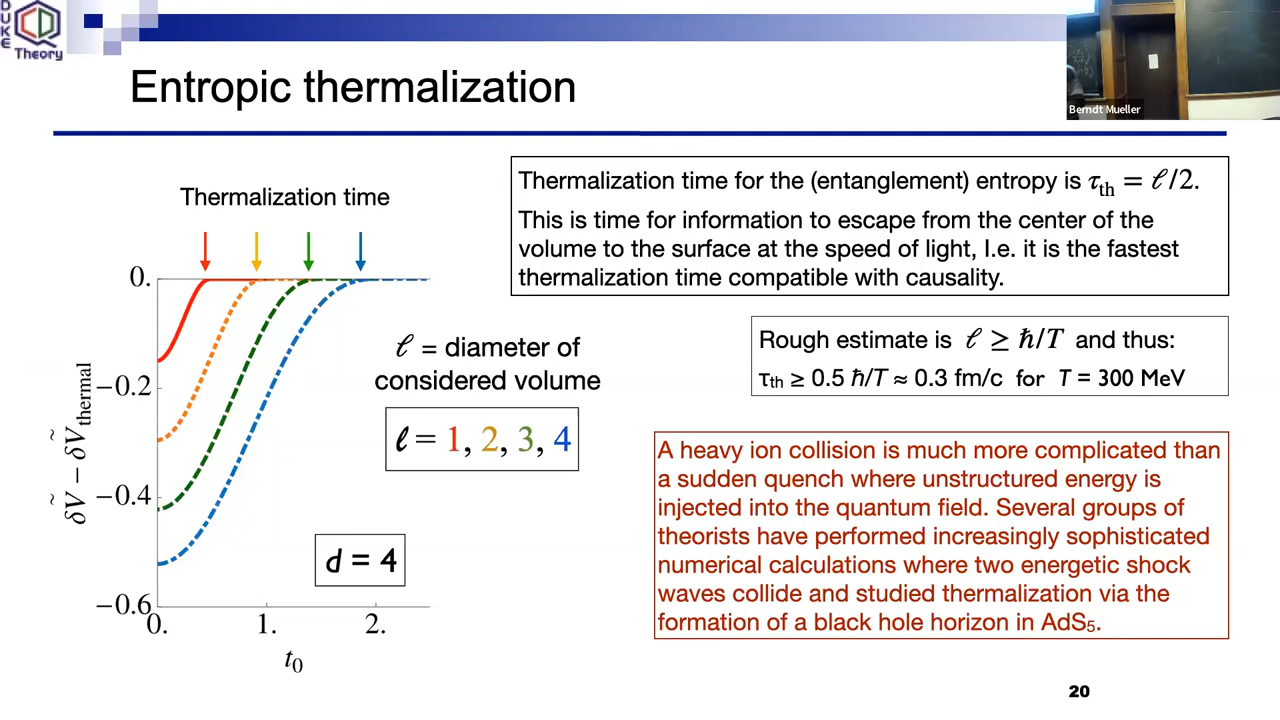 DUKE
Theory
Berndt Mueller
Entropic thermalization
Thermalization time
0.
−0.2
−0.4
−0.6
0.
1.
2.
t₀
δṼ − δṼ_thermal
ℓ = diameter of
considered volume
ℓ = 1, 2, 3, 4
d = 4
Thermalization time for the (entanglement) entropy is τ_th = ℓ/2.
This is time for information to escape from the center of the
volume to the surface at the speed of light, I.e. it is the fastest
thermalization time compatible with causality.
Rough estimate is ℓ ≥ ħ/T and thus:
τth ≥ 0.5 ħ/T ≈ 0.3 fm/c for T = 300 MeV
A heavy ion collision is much more complicated than
a sudden quench where unstructured energy is
injected into the quantum field. Several groups of
theorists have performed increasingly sophisticated
numerical calculations where two energetic shock
waves collide and studied thermalization via the
formation of a black hole horizon in AdS₅.
20